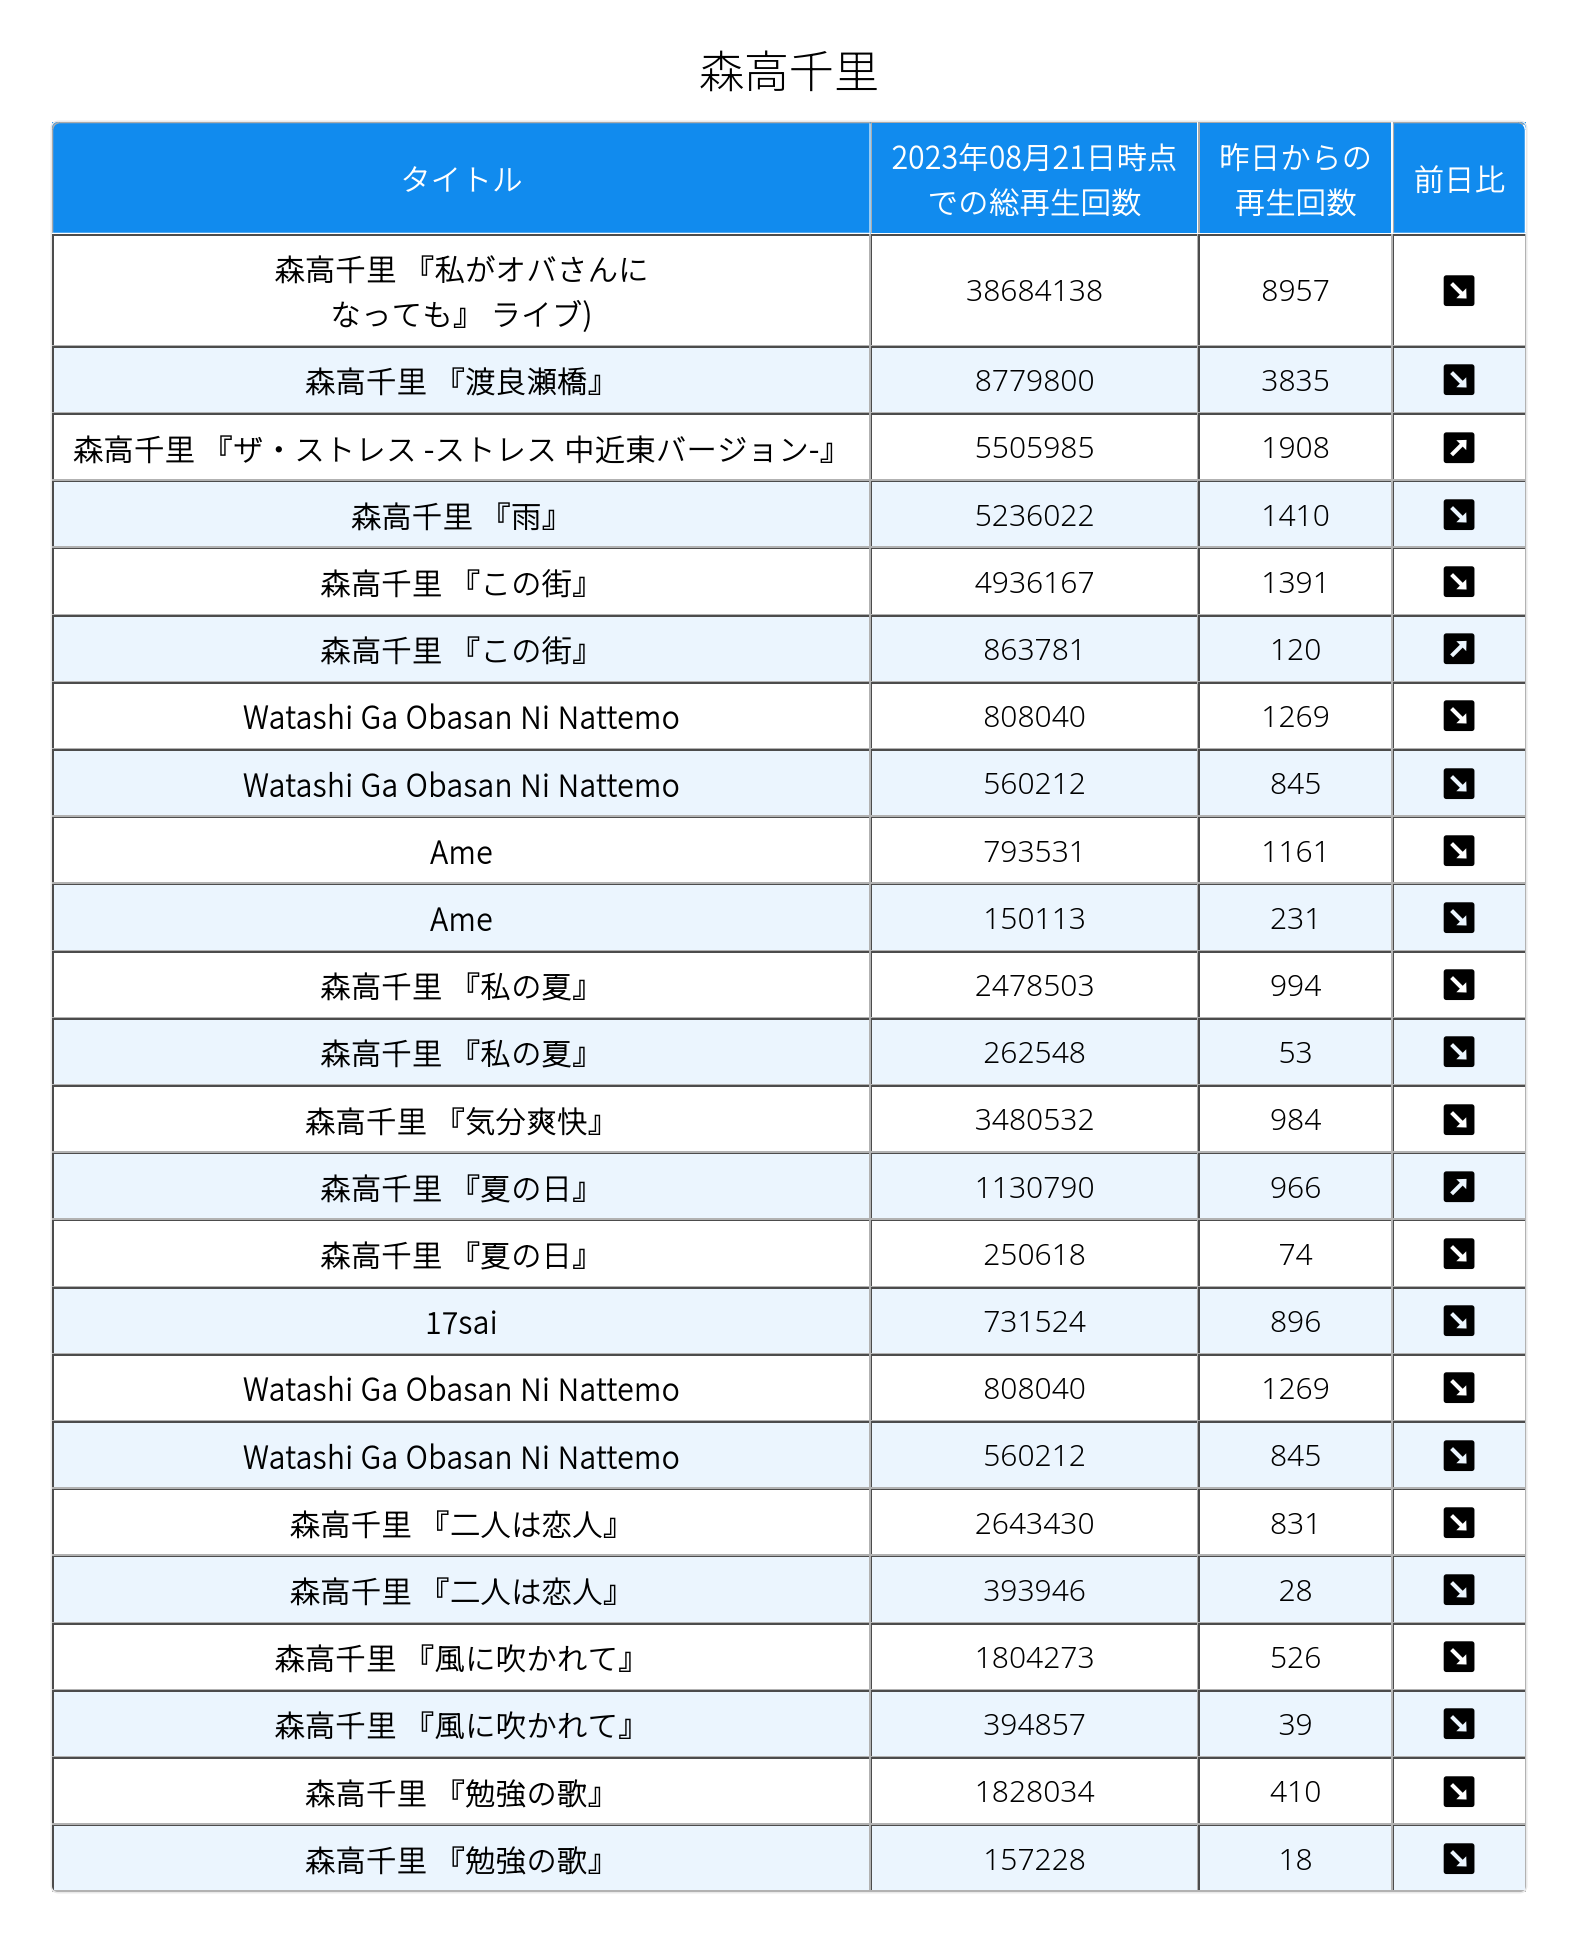 森高千里
タイトル
2023年08月21日時点
での総再生回数
昨日からの
再生回数
前日比
森高千里 『私がオバさんに
なっても』 ライブ)
38684138
8957
森高千里 『渡良瀬橋』 8779800 3835
森高千里 『ザ・ストレス -ストレス 中近東バージョン-』 5505985 1908
森高千里 『雨』 5236022 1410
森高千里 『この街』 4936167 1391
森高千里 『この街』 863781 120
Watashi Ga Obasan Ni Nattemo 808040 1269
Watashi Ga Obasan Ni Nattemo 560212 845
Ame 793531 1161
Ame 150113 231
森高千里 『私の夏』 2478503 994
森高千里 『私の夏』 262548 53
森高千里 『気分爽快』 3480532 984
森高千里 『夏の日』 1130790 966
森高千里 『夏の日』 250618 74
17sai 731524 896
Watashi Ga Obasan Ni Nattemo 808040 1269
Watashi Ga Obasan Ni Nattemo 560212 845
森高千里 『二人は恋人』 2643430 831
森高千里 『二人は恋人』 393946 28
森高千里 『風に吹かれて』 1804273 526
森高千里 『風に吹かれて』 394857 39
森高千里 『勉強の歌』 1828034 410
森高千里 『勉強の歌』 157228 18